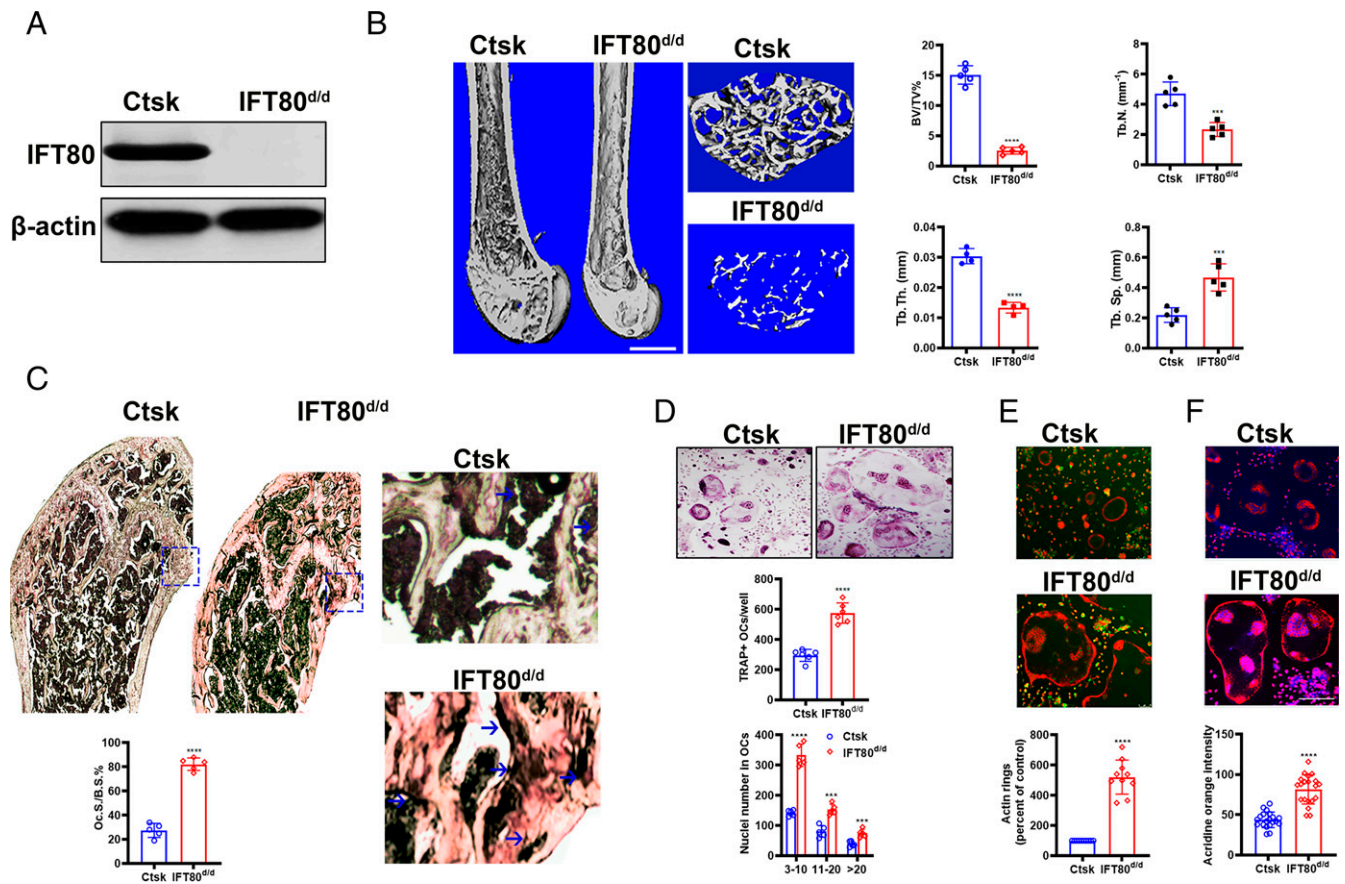 A
Ctsk IFT80d/d
IFT80
β-actin
B
Ctsk IFT80d/d
Ctsk
IFT80d/d
BV/TV%
20
15
10
5
0
****
Ctsk IFT80d/d
Tb.N. (mm-1)
8
6
4
2
0
***
Ctsk IFT80d/d
Tb. Th. (mm)
0.04
0.03
0.02
0.01
0.00
****
Ctsk IFT80d/d
Tb. Sp. (mm)
0.8
0.6
0.4
0.2
0.0
***
Ctsk IFT80d/d
C
Ctsk IFT80d/d
Ctsk
IFT80d/d
Oc.S./B.S.%
100
80
60
40
20
0
****
Ctsk IFT80d/d
D
Ctsk IFT80d/d
TRAP+ OCs/well
800
600
400
200
0
****
Ctsk IFT80d/d
Nuclei number in OCs
400
300
200
100
0
****
***
***
Ctsk
IFT80d/d
3-10 11-20 >20
E
Ctsk
IFT80d/d
Actin rings
(percent of control)
800
600
400
200
0
****
Ctsk IFT80d/d
F
Ctsk
IFT80d/d
Acridine orange intensity
150
100
50
0
****
Ctsk IFT80d/d